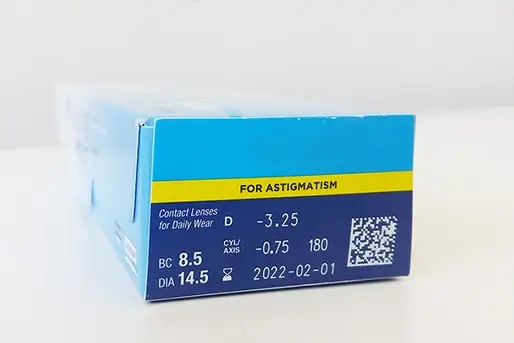 FOR ASTIGMATISM
Contact Lenses
for Daily Wear
D -3.25
CYL/
AXIS -0.75 180
BC 8.5
DIA 14.5 2022-02-01